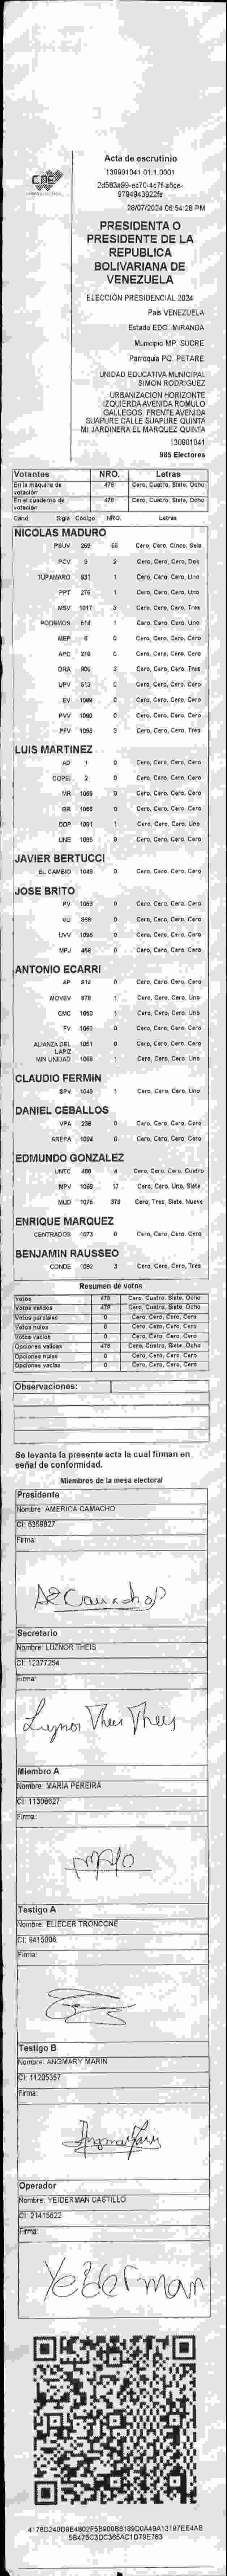 CNE
Acta de escrutinio
130901041.01.1.0001
2d583a99-ec70-4c7f-a6ce-
9794943922fa
28/07/2024 06:54:28 PM
PRESIDENTA O
PRESIDENTE DE LA
REPUBLICA
BOLIVARIANA DE
VENEZUELA
ELECCIÓN PRESIDENCIAL 2024
País VENEZUELA
Estado EDO. MIRANDA
Municipio MP. SUCRE
Parroquia PQ. PETARE
UNIDAD EDUCATIVA MUNICIPAL
SIMON RODRIGUEZ
URBANIZACION HORIZONTE
IZQUIERDA AVENIDA ROMULO
GALLEGOS. FRENTE AVENIDA
SUAPURE CALLE SUAPURE QUINTA
MI JARDINERA EL MARQUEZ QUINTA
130901041
985 Electores
Votantes NRO. Letras
En la máquina de votación 478 Cero, Cuatro, Siete, Ocho
En el cuaderno de votación 478 Cero, Cuatro, Siete, Ocho
Cand. Sigla Código NRO. Letras
NICOLAS MADURO
PSUV 269 56 Cero, Cero, Cinco, Seis
PCV 9 2 Cero, Cero, Cero, Dos
TUPAMARO 931 1 Cero, Cero, Cero, Uno
PPT 276 1 Cero, Cero, Cero, Uno
MSV 1017 3 Cero, Cero, Cero, Tres
PODEMOS 514 1 Cero, Cero, Cero, Uno
MEP 6 0 Cero, Cero, Cero, Cero
APC 219 0 Cero, Cero, Cero, Cero
ORA 906 3 Cero, Cero, Cero, Tres
UPV 613 0 Cero, Cero, Cero, Cero
EV 1089 0 Cero, Cero, Cero, Cero
PVV 1090 0 Cero, Cero, Cero, Cero
PFV 1093 3 Cero, Cero, Cero, Tres
LUIS MARTINEZ
AD 1 0 Cero, Cero, Cero, Cero
COPEI 2 0 Cero, Cero, Cero, Cero
MR 1055 0 Cero, Cero, Cero, Cero
BR 1066 0 Cero, Cero, Cero, Cero
DDP 1091 1 Cero, Cero, Cero, Uno
UNE 1095 0 Cero, Cero, Cero, Cero
JAVIER BERTUCCI
EL CAMBIO 1048 0 Cero, Cero, Cero, Cero
JOSE BRITO
PV 1053 0 Cero, Cero, Cero, Cero
VU 868 0 Cero, Cero, Cero, Cero
UVV 1096 0 Cero, Cero, Cero, Cero
MPJ 456 0 Cero, Cero, Cero, Cero
ANTONIO ECARRI
AP 814 0 Cero, Cero, Cero, Cero
MOVEV 978 1 Cero, Cero, Cero, Uno
CMC 1060 1 Cero, Cero, Cero, Uno
FV 1062 0 Cero, Cero, Cero, Cero
ALIANZA DEL LAPIZ 1051 0 Cero, Cero, Cero, Cero
MIN UNIDAD 1068 1 Cero, Cero, Cero, Uno
CLAUDIO FERMIN
SPV 1049 1 Cero, Cero, Cero, Uno
DANIEL CEBALLOS
VPA 236 0 Cero, Cero, Cero, Cero
AREPA 1094 0 Cero, Cero, Cero, Cero
EDMUNDO GONZALEZ
UNTC 480 4 Cero, Cero, Cero, Cuatro
MPV 1069 17 Cero, Cero, Uno, Siete
MUD 1076 379 Cero, Tres, Siete, Nueve
ENRIQUE MARQUEZ
CENTRADOS 1073 0 Cero, Cero, Cero, Cero
BENJAMIN RAUSSEO
CONDE 1092 3 Cero, Cero, Cero, Tres
Resumen de votos
Votos 478 Cero, Cuatro, Siete, Ocho
Votos validos 478 Cero, Cuatro, Siete, Ocho
Votos parciales 0 Cero, Cero, Cero, Cero
Votos nulos 0 Cero, Cero, Cero, Cero
Votos vacios 0 Cero, Cero, Cero, Cero
Opciones validas 478 Cero, Cuatro, Siete, Ocho
Opciones nulas 0 Cero, Cero, Cero, Cero
Opciones vacias 0 Cero, Cero, Cero, Cero
Observaciones:
Se levanta la presente acta la cual firman en
señal de conformidad.
Miembros de la mesa electoral
Presidente
Nombre: AMERICA CAMACHO
CI: 6359827
Firma:
Secretario
Nombre: LUZNOR THEIS
CI: 12377254
Firma:
Luznor Theis Theis
Miembro A
Nombre: MARIA PEREIRA
CI: 11309627
Firma:
Testigo A
Nombre: ELIECER TRONCONE
CI: 9415006
Firma:
Testigo B
Nombre: ANGMARY MARIN
CI: 11205357
Firma:
Operador
Nombre: YEIDERMAN CASTILLO
CI: 21415622
Firma:
Yeiderman
4178D240D9E4802F5B900B6189D0A49A13197EE4AB
5B475C3DC365AC1D79E763